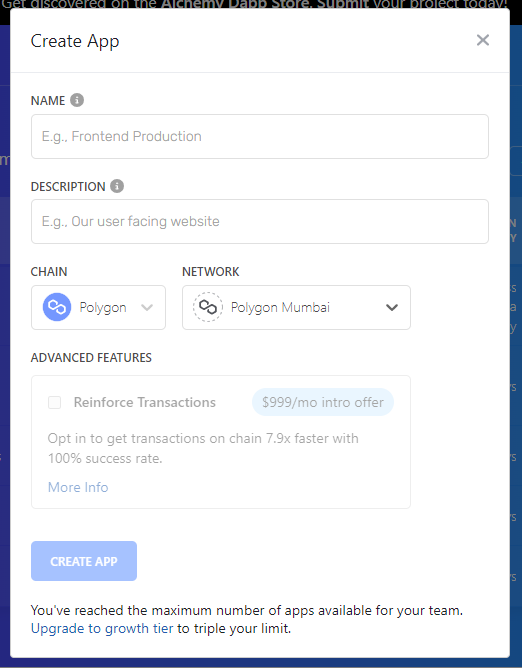 Get discovered on the Alchemy Dapp Store. Submit your project today!
Create App
NAME
E.g., Frontend Production
DESCRIPTION
E.g., Our user facing website
CHAIN
NETWORK
Polygon
Polygon Mumbai
ADVANCED FEATURES
Reinforce Transactions
$999/mo intro offer
Opt in to get transactions on chain 7.9x faster with
100% success rate.
More Info
CREATE APP
You've reached the maximum number of apps available for your team.
Upgrade to growth tier to triple your limit.